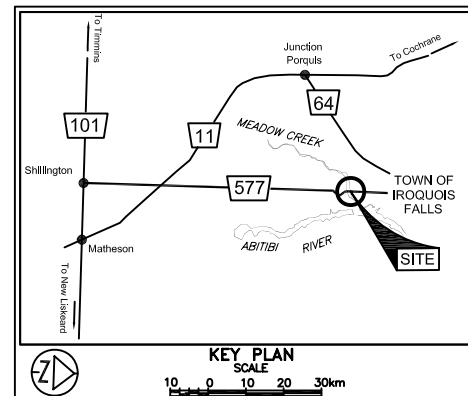 To Timmins
Junction
Porquls
To Cochrane
101
64
11
MEADOW CREEK
Shillington
577
TOWN OF
IROQUOIS
FALLS
ABITIBI RIVER
SITE
Matheson
To New Liskeard
Z
KEY PLAN
SCALE
10 0 10 20 30km